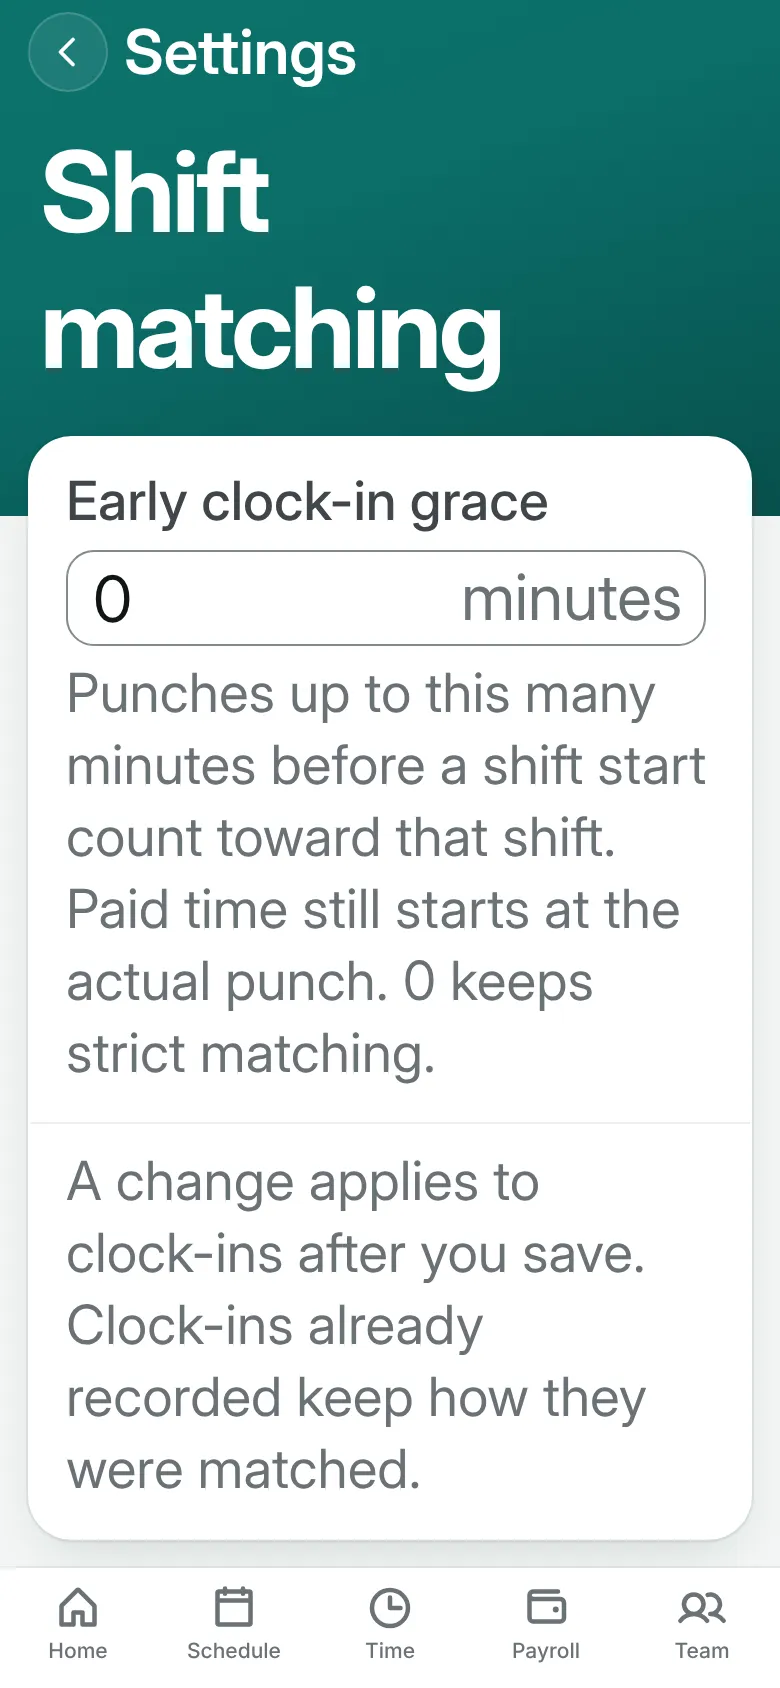 Settings
Shift
matching
Early clock-in grace
0 minutes
Punches up to this many
minutes before a shift start
count toward that shift.
Paid time still starts at the
actual punch. 0 keeps
strict matching.
A change applies to
clock-ins after you save.
Clock-ins already
recorded keep how they
were matched.
Home Schedule Time Payroll Team